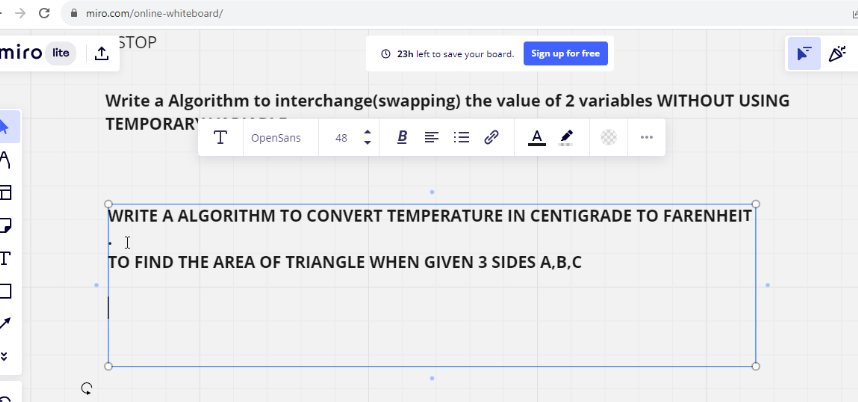 miro.com/online-whiteboard/
miro lite
STOP
23h left to save your board. Sign up for free
Write a Algorithm to interchange(swapping) the value of 2 variables WITHOUT USING
TEMPORARY
OpenSans 48 B A
WRITE A ALGORITHM TO CONVERT TEMPERATURE IN CENTIGRADE TO FARENHEIT
.
TO FIND THE AREA OF TRIANGLE WHEN GIVEN 3 SIDES A,B,C